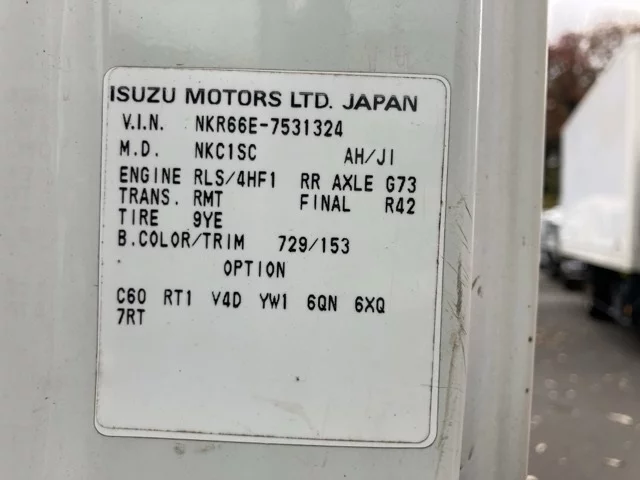 ISUZU MOTORS LTD. JAPAN
V.I.N. NKR66E-7531324
M.D. NKC1SC AH/JI
ENGINE RLS/4HF1 RR AXLE G73
TRANS. RMT FINAL R42
TIRE 9YE
B.COLOR/TRIM 729/153
OPTION
C60 RT1 V4D YW1 6QN 6XQ
7RT